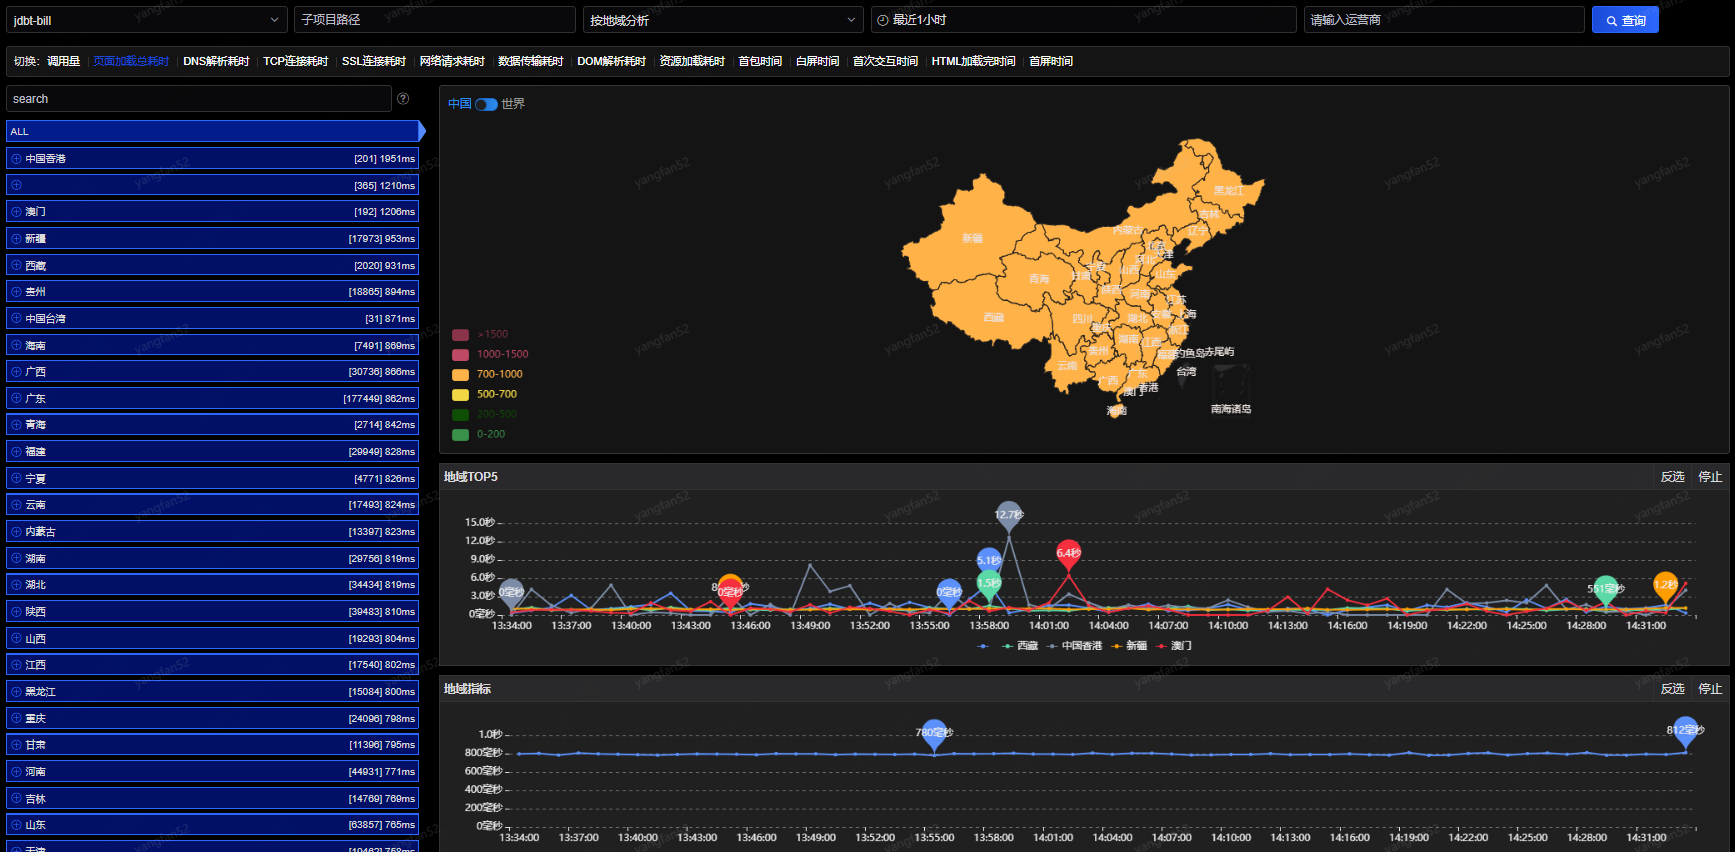 jdbt-bill 子项目路径 按地域分析 最近1小时 请输入运营商 查询
切换: 调用量 页面加载总耗时 DNS解析耗时 TCP连接耗时 SSL连接耗时 网络请求耗时 数据传输耗时 DOM解析耗时 资源加载耗时 首包时间 白屏时间 首次交互时间 HTML加载完时间 首屏时间
search
ALL
中国香港 [201] 1951ms
[365] 1210ms
澳门 [192] 1206ms
新疆 [17973] 953ms
西藏 [2020] 931ms
贵州 [18865] 894ms
中国台湾 [31] 871ms
海南 [7491] 869ms
广西 [30736] 866ms
广东 [177449] 862ms
青海 [2714] 842ms
福建 [29949] 828ms
宁夏 [4771] 826ms
云南 [17493] 824ms
内蒙古 [13397] 823ms
湖南 [29756] 819ms
湖北 [34434] 819ms
陕西 [39483] 810ms
山西 [19293] 804ms
江西 [17540] 802ms
黑龙江 [15084] 800ms
重庆 [24096] 798ms
甘肃 [11396] 795ms
河南 [44931] 771ms
吉林 [14769] 769ms
山东 [63857] 765ms
中国 世界
黑龙江
吉林
辽宁
内蒙古
新疆
青海
甘肃
山西
山东
陕西
河南
江苏
西藏
四川
湖北
安徽
上海
浙江
湖南
江西
贵州
云南
广西
广东
钓鱼岛
赤尾屿
台湾
香港
澳门
海南
南海诸岛
>1500
1000-1500
700-1000
500-700
200-500
0-200
地域TOP5 反选 停止
15.0秒
12.0秒
9.0秒
6.0秒
3.0秒
0毫秒
0毫秒
0毫秒
0毫秒
5.1秒
1.5秒
12.7秒
6.4秒
551毫秒
1.2秒
13:34:00 13:37:00 13:40:00 13:43:00 13:46:00 13:49:00 13:52:00 13:55:00 13:58:00 14:01:00 14:04:00 14:07:00 14:10:00 14:13:00 14:16:00 14:19:00 14:22:00 14:25:00 14:28:00 14:31:00
西藏 中国香港 新疆 澳门
地域指标 反选 停止
1.0秒
800毫秒
600毫秒
400毫秒
200毫秒
0毫秒
780毫秒
812毫秒
13:34:00 13:37:00 13:40:00 13:43:00 13:46:00 13:49:00 13:52:00 13:55:00 13:58:00 14:01:00 14:04:00 14:07:00 14:10:00 14:13:00 14:16:00 14:19:00 14:22:00 14:25:00 14:28:00 14:31:00
yangfan52